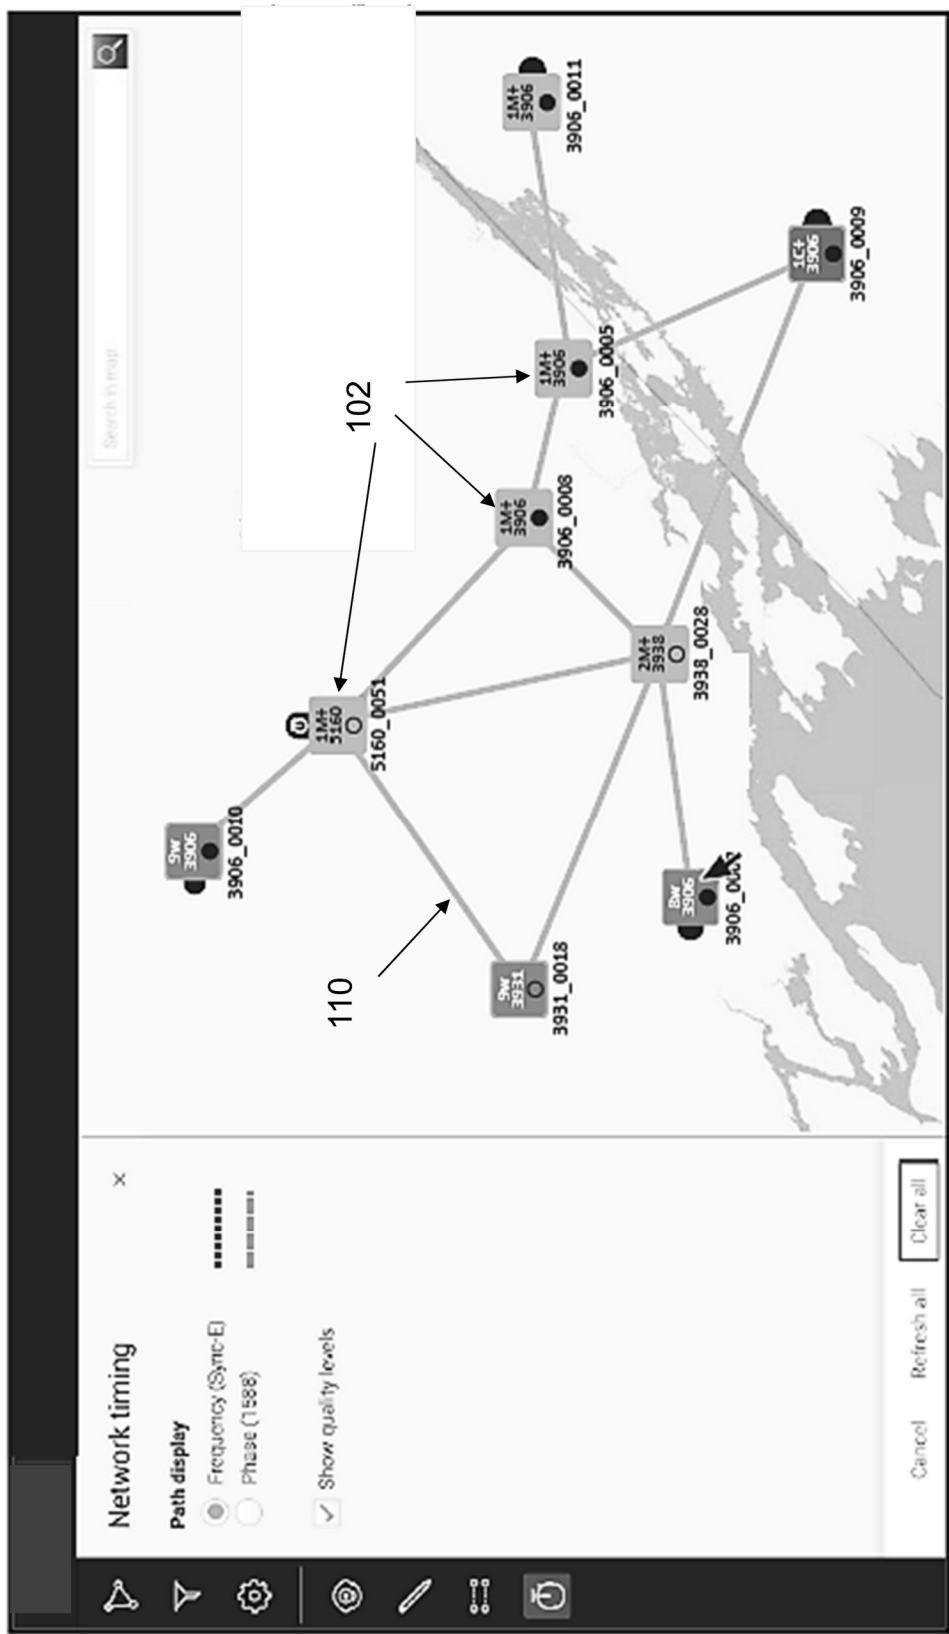 Network timing
×
Path display
Frequency (Sync-E)
Phase (1588)
Show quality levels
Cancel
Refresh all
Clear all
Search in map
110
102
5w
3906
3906_0010
1M+
5160
5160_0051
9w
3931
3931_0018
8w
3906
2M+
3938
3938_0028
1M+
3906
3906_0008
1M+
3906
3906_0005
1M+
3906
3906_0011
1C+
3906
3906_0009